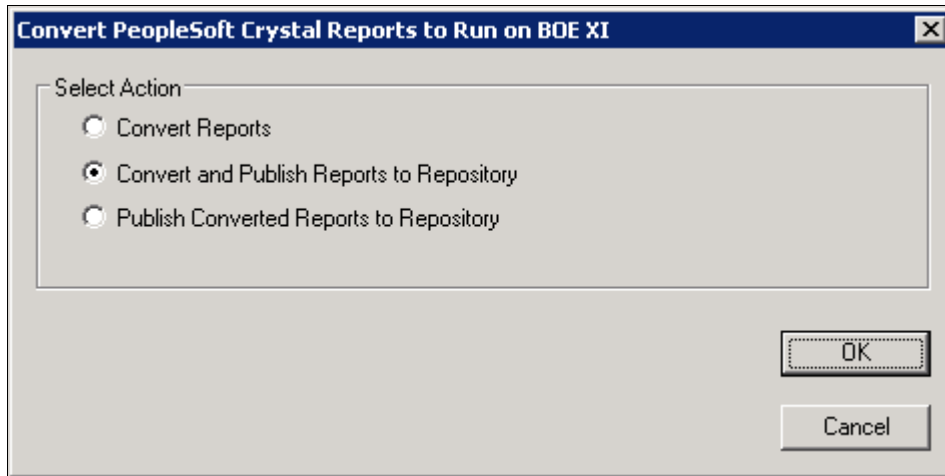 Convert PeopleSoft Crystal Reports to Run on BOE XI
Select Action
Convert Reports
Convert and Publish Reports to Repository
Publish Converted Reports to Repository
OK
Cancel